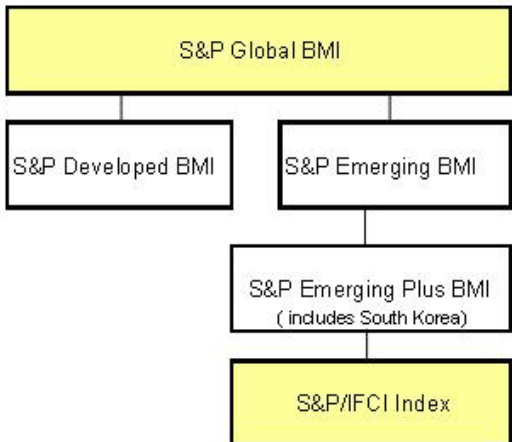 S&P Global BMI
S&P Developed BMI
S&P Emerging BMI
S&P Emerging Plus BMI
( includes South Korea)
S&P/IFCI Index